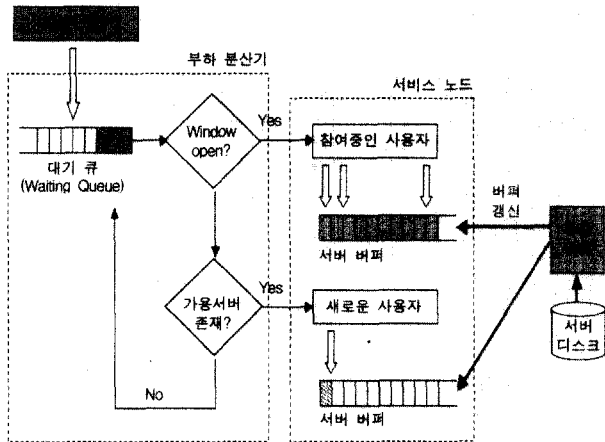 부하 분산기
서비스 노드
Window
open?
Yes
참여중인 사용자
대기 큐
(Waiting Queue)
버퍼
갱신
서버 버퍼
가용서버
존재?
Yes
새로운 사용자
서버
디스크
No
서버 버퍼